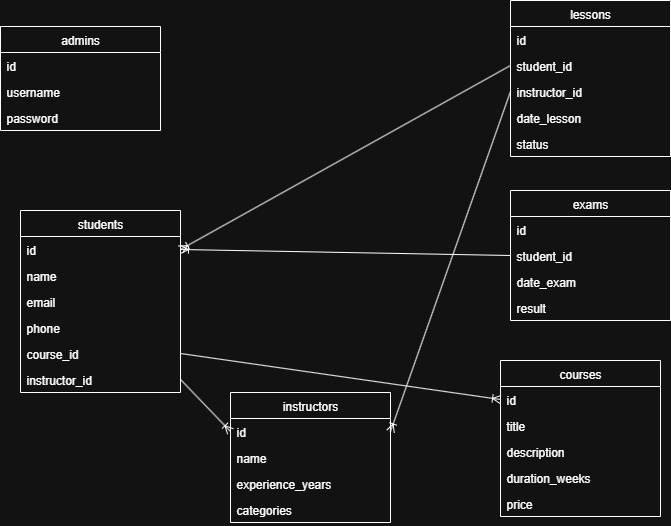 admins
id
username
password
lessons
id
student_id
instructor_id
date_lesson
status
students
id
name
email
phone
course_id
instructor_id
exams
id
student_id
date_exam
result
instructors
id
name
experience_years
categories
courses
id
title
description
duration_weeks
price